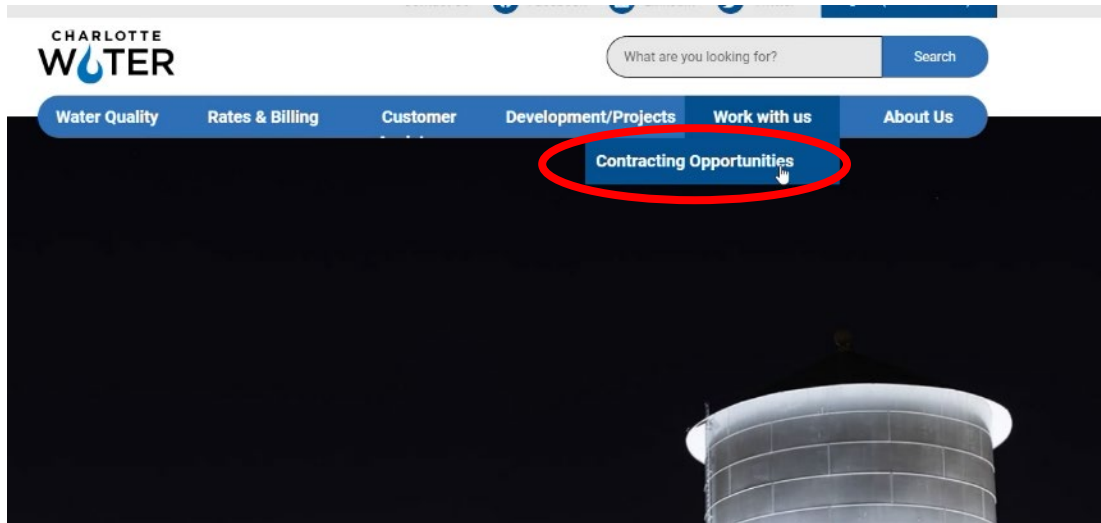 CHARLOTTE
WATER
What are you looking for?
Search
Water Quality
Rates & Billing
Customer
Development/Projects
Work with us
About Us
Contracting Opportunities